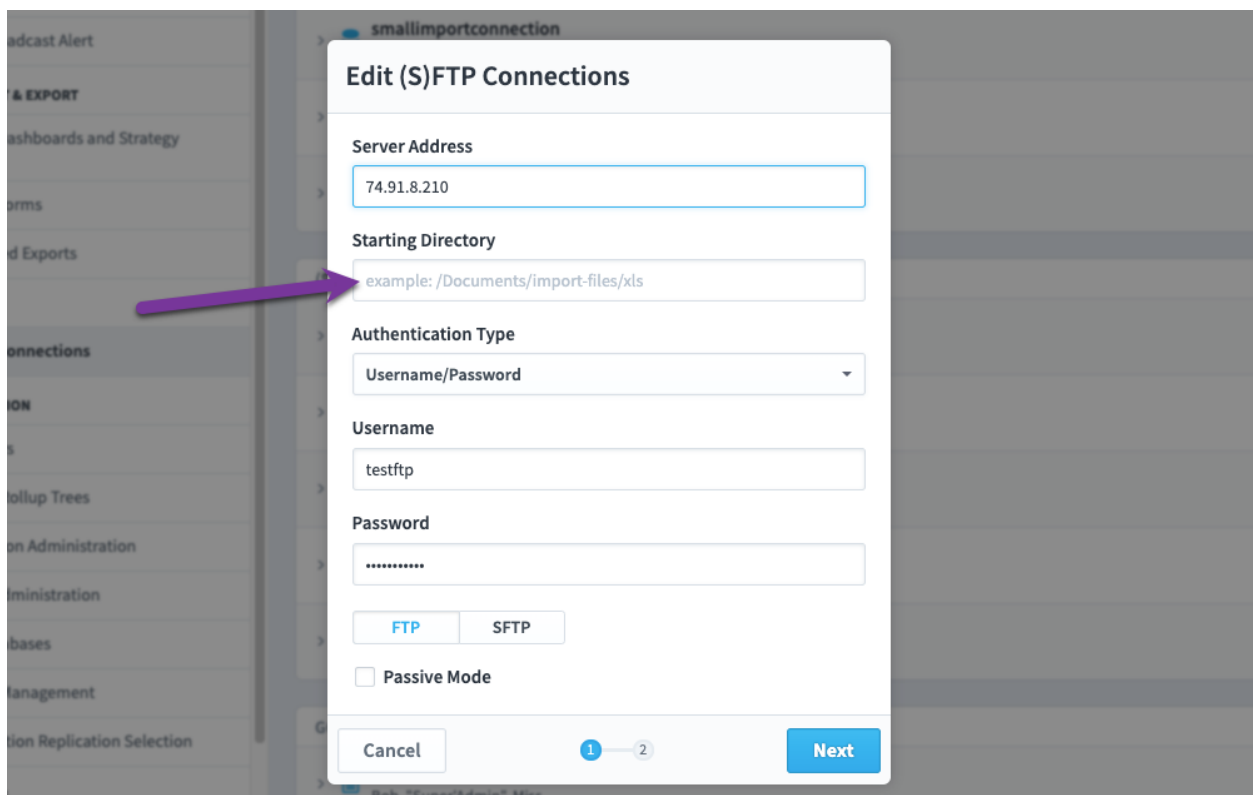 smallimportconnection
adcast Alert
Edit (S)FTP Connections
& EXPORT
Server Address
ashboards and Strategy
74.91.8.210
orms
Starting Directory
d Exports
example: /Documents/import-files/xls
Authentication Type
onnections
Username/Password
ION
Username
s
testftp
ollup Trees
Password
on Administration
•••••••••••
dministration
FTP SFTP
bases
Passive Mode
Management
tion Replication Selection
G
Cancel 1 2 Next